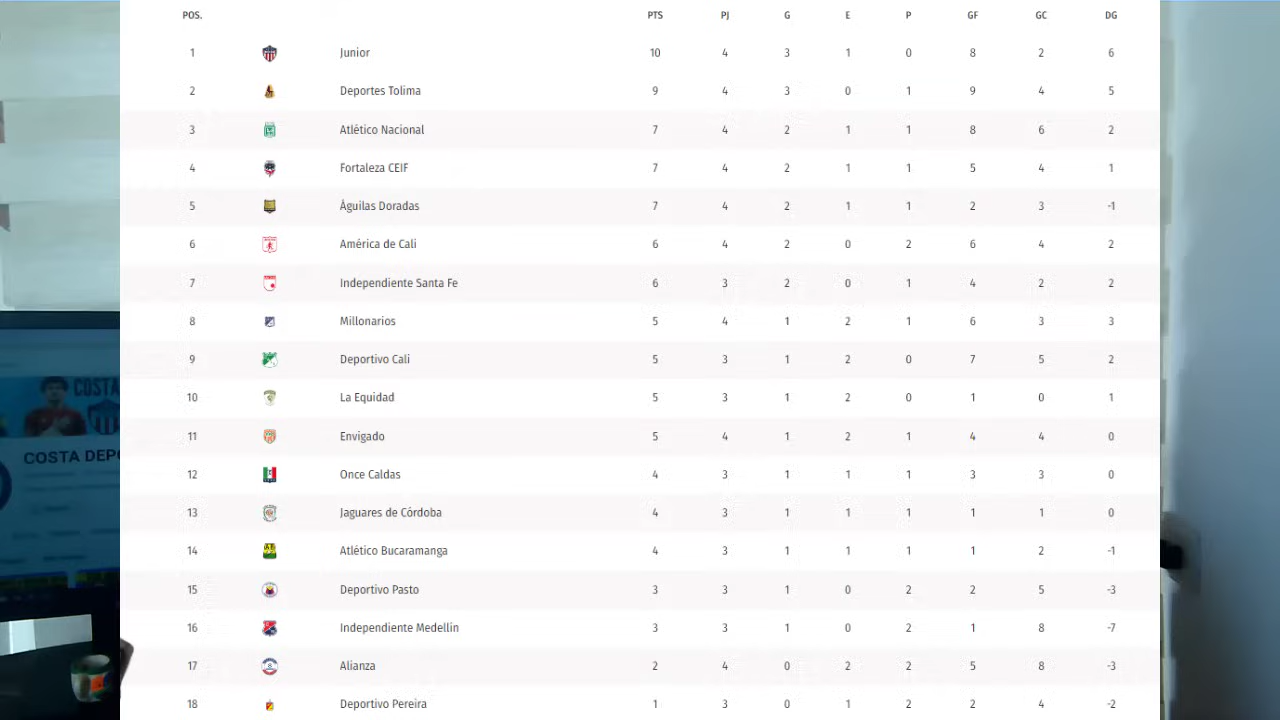 POS. PTS PJ G E P GF GC DG
1 Junior 10 4 3 1 0 8 2 6
2 Deportes Tolima 9 4 3 0 1 9 4 5
3 Atlético Nacional 7 4 2 1 1 8 6 2
4 Fortaleza CEIF 7 4 2 1 1 5 4 1
5 Águilas Doradas 7 4 2 1 1 2 3 -1
6 América de Cali 6 4 2 0 2 6 4 2
7 Independiente Santa Fe 6 3 2 0 1 4 2 2
8 Millonarios 5 4 1 2 1 6 3 3
9 Deportivo Cali 5 3 1 2 0 7 5 2
10 La Equidad 5 3 1 2 0 1 0 1
11 Envigado 5 4 1 2 1 4 4 0
12 Once Caldas 4 3 1 1 1 3 3 0
13 Jaguares de Córdoba 4 3 1 1 1 1 1 0
14 Atlético Bucaramanga 4 3 1 1 1 1 2 -1
15 Deportivo Pasto 3 3 1 0 2 2 5 -3
16 Independiente Medellín 3 3 1 0 2 1 8 -7
17 Alianza 2 4 0 2 2 5 8 -3
18 Deportivo Pereira 1 3 0 1 2 2 4 -2
COSTA
COSTA DEP